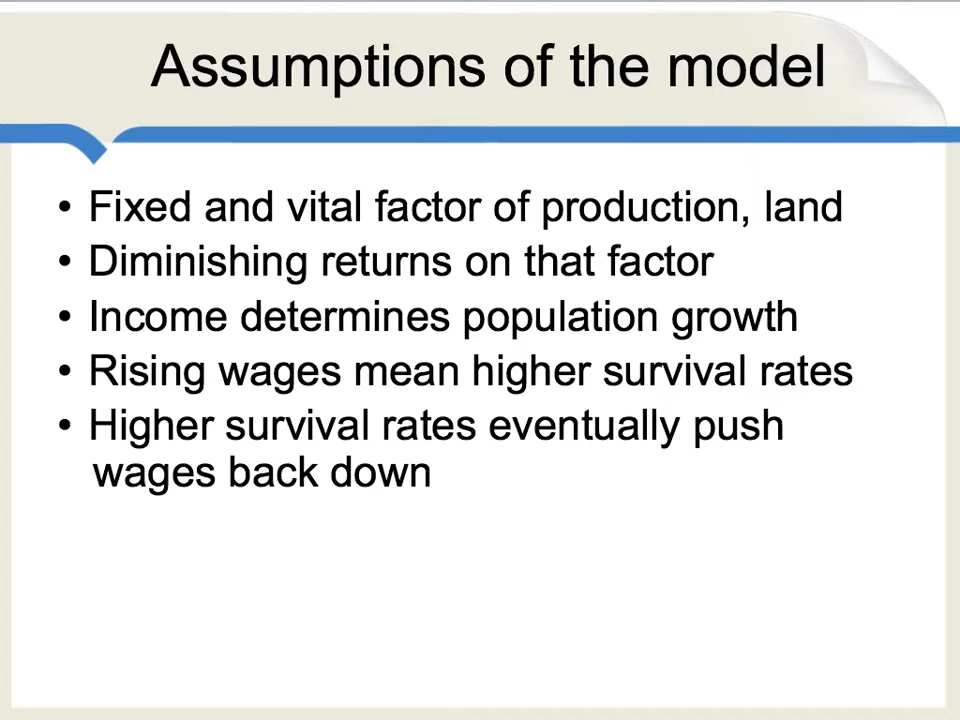 Assumptions of the model
• Fixed and vital factor of production, land
• Diminishing returns on that factor
• Income determines population growth
• Rising wages mean higher survival rates
• Higher survival rates eventually push
wages back down